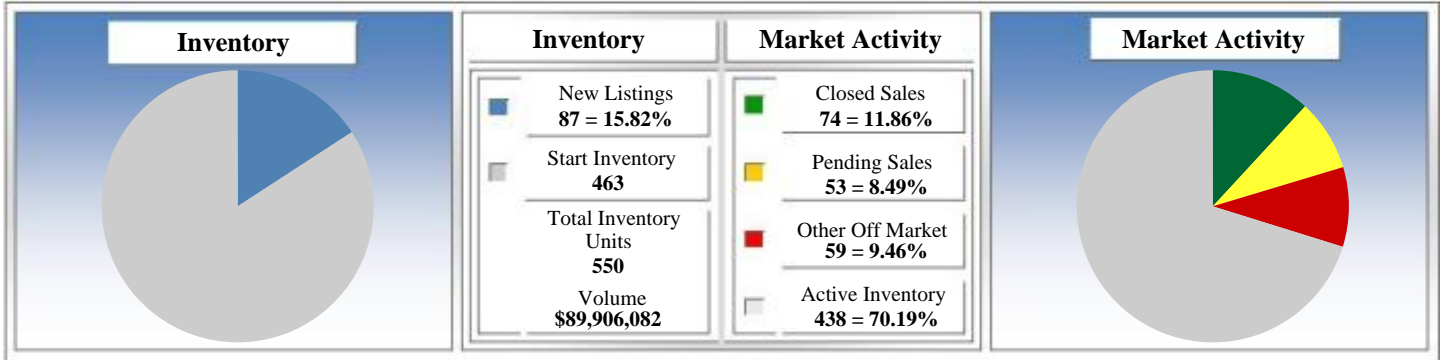 Inventory
Inventory
Market Activity
New Listings
87 = 15.82%
Start Inventory
463
Total Inventory
Units
550
Volume
$89,906,082
Closed Sales
74 = 11.86%
Pending Sales
53 = 8.49%
Other Off Market
59 = 9.46%
Active Inventory
438 = 70.19%
Market Activity